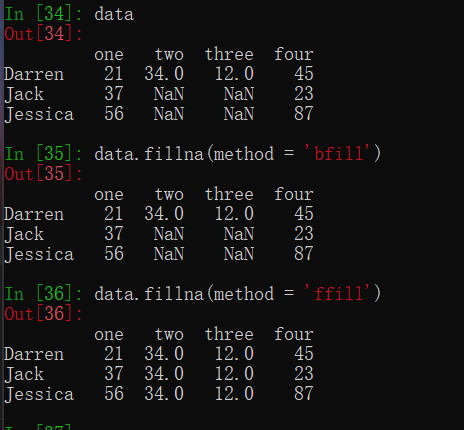 In [34]: data
Out[34]:
one two three four
Darren 21 34.0 12.0 45
Jack 37 NaN NaN 23
Jessica 56 NaN NaN 87
In [35]: data.fillna(method = 'bfill')
Out[35]:
one two three four
Darren 21 34.0 12.0 45
Jack 37 NaN NaN 23
Jessica 56 NaN NaN 87
In [36]: data.fillna(method = 'ffill')
Out[36]:
one two three four
Darren 21 34.0 12.0 45
Jack 37 34.0 12.0 23
Jessica 56 34.0 12.0 87